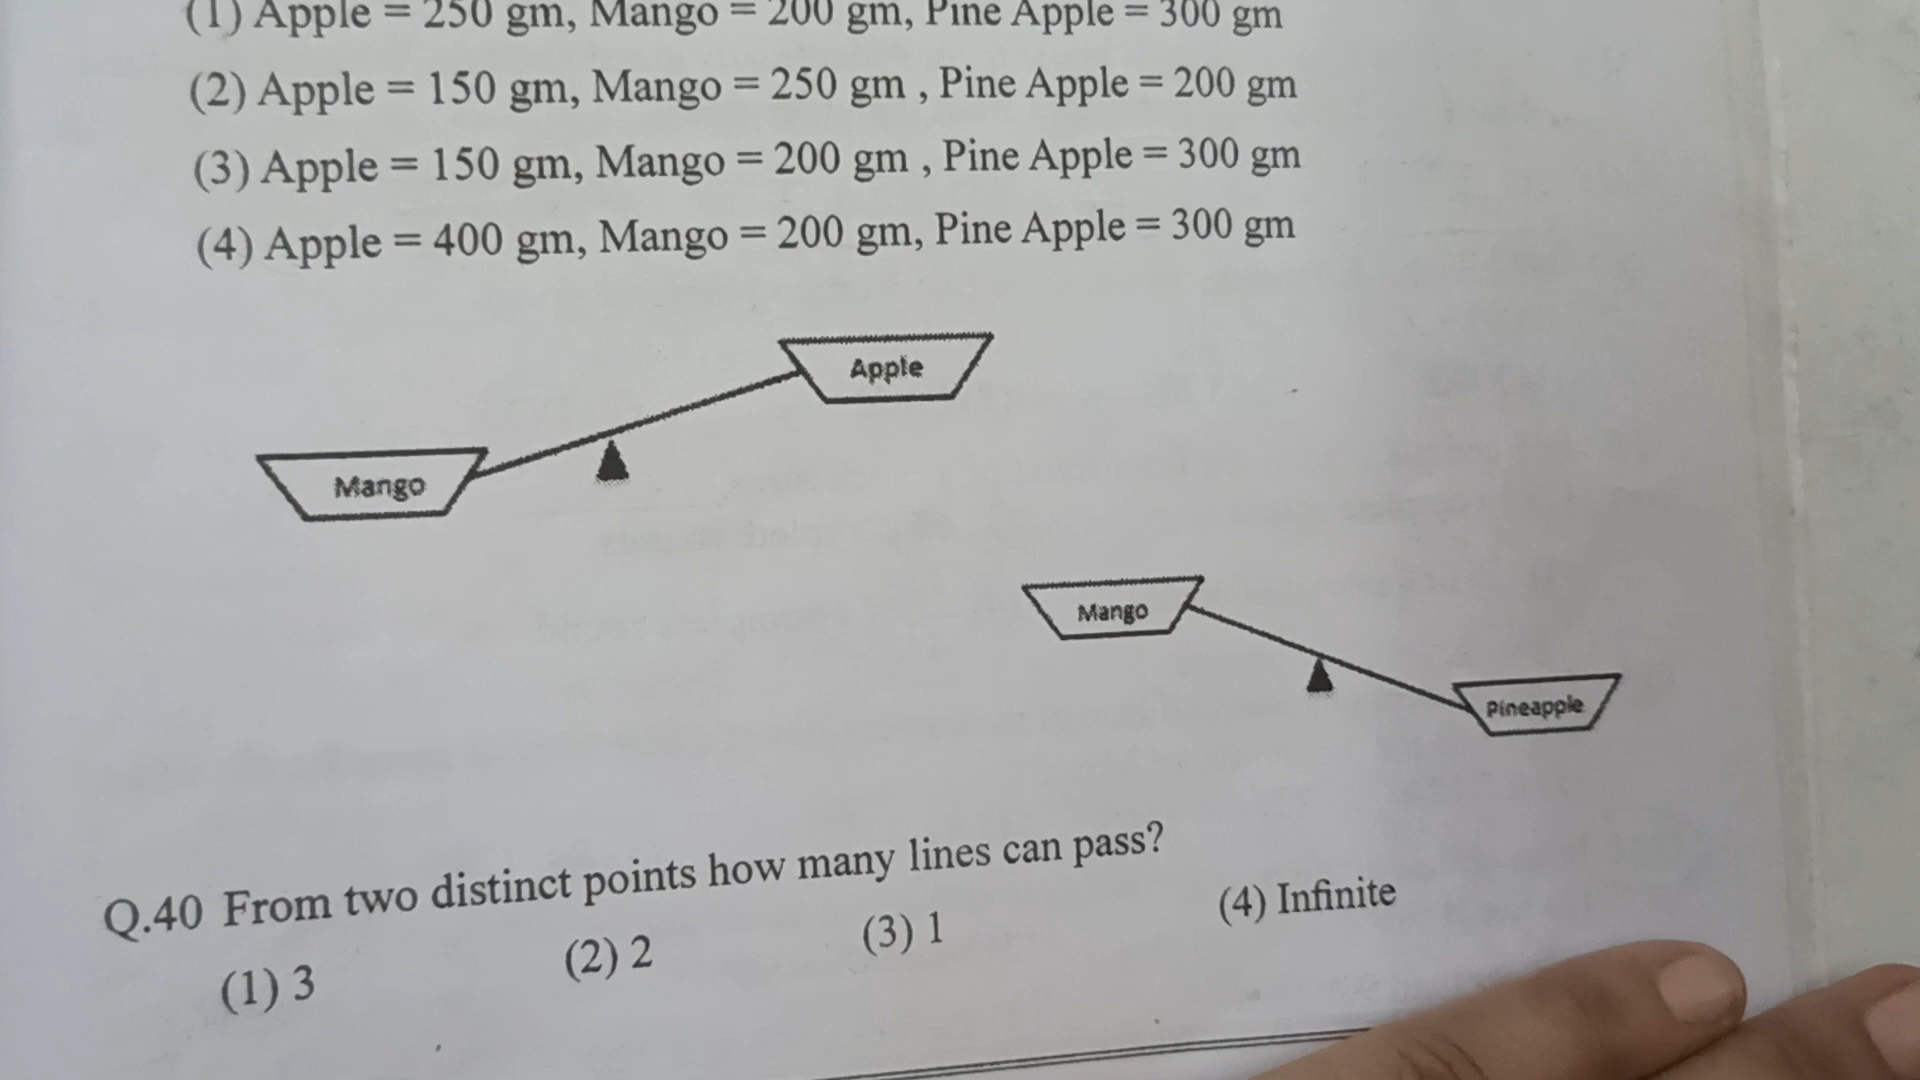 (1) Apple = 250 gm, Mango = 200 gm, Pine Apple = 300 gm
(2) Apple = 150 gm, Mango = 250 gm , Pine Apple = 200 gm
(3) Apple = 150 gm, Mango = 200 gm , Pine Apple = 300 gm
(4) Apple = 400 gm, Mango = 200 gm, Pine Apple = 300 gm
Apple
Mango
Mango
Pineapple
Q.40 From two distinct points how many lines can pass?
(1) 3 (2) 2 (3) 1 (4) Infinite